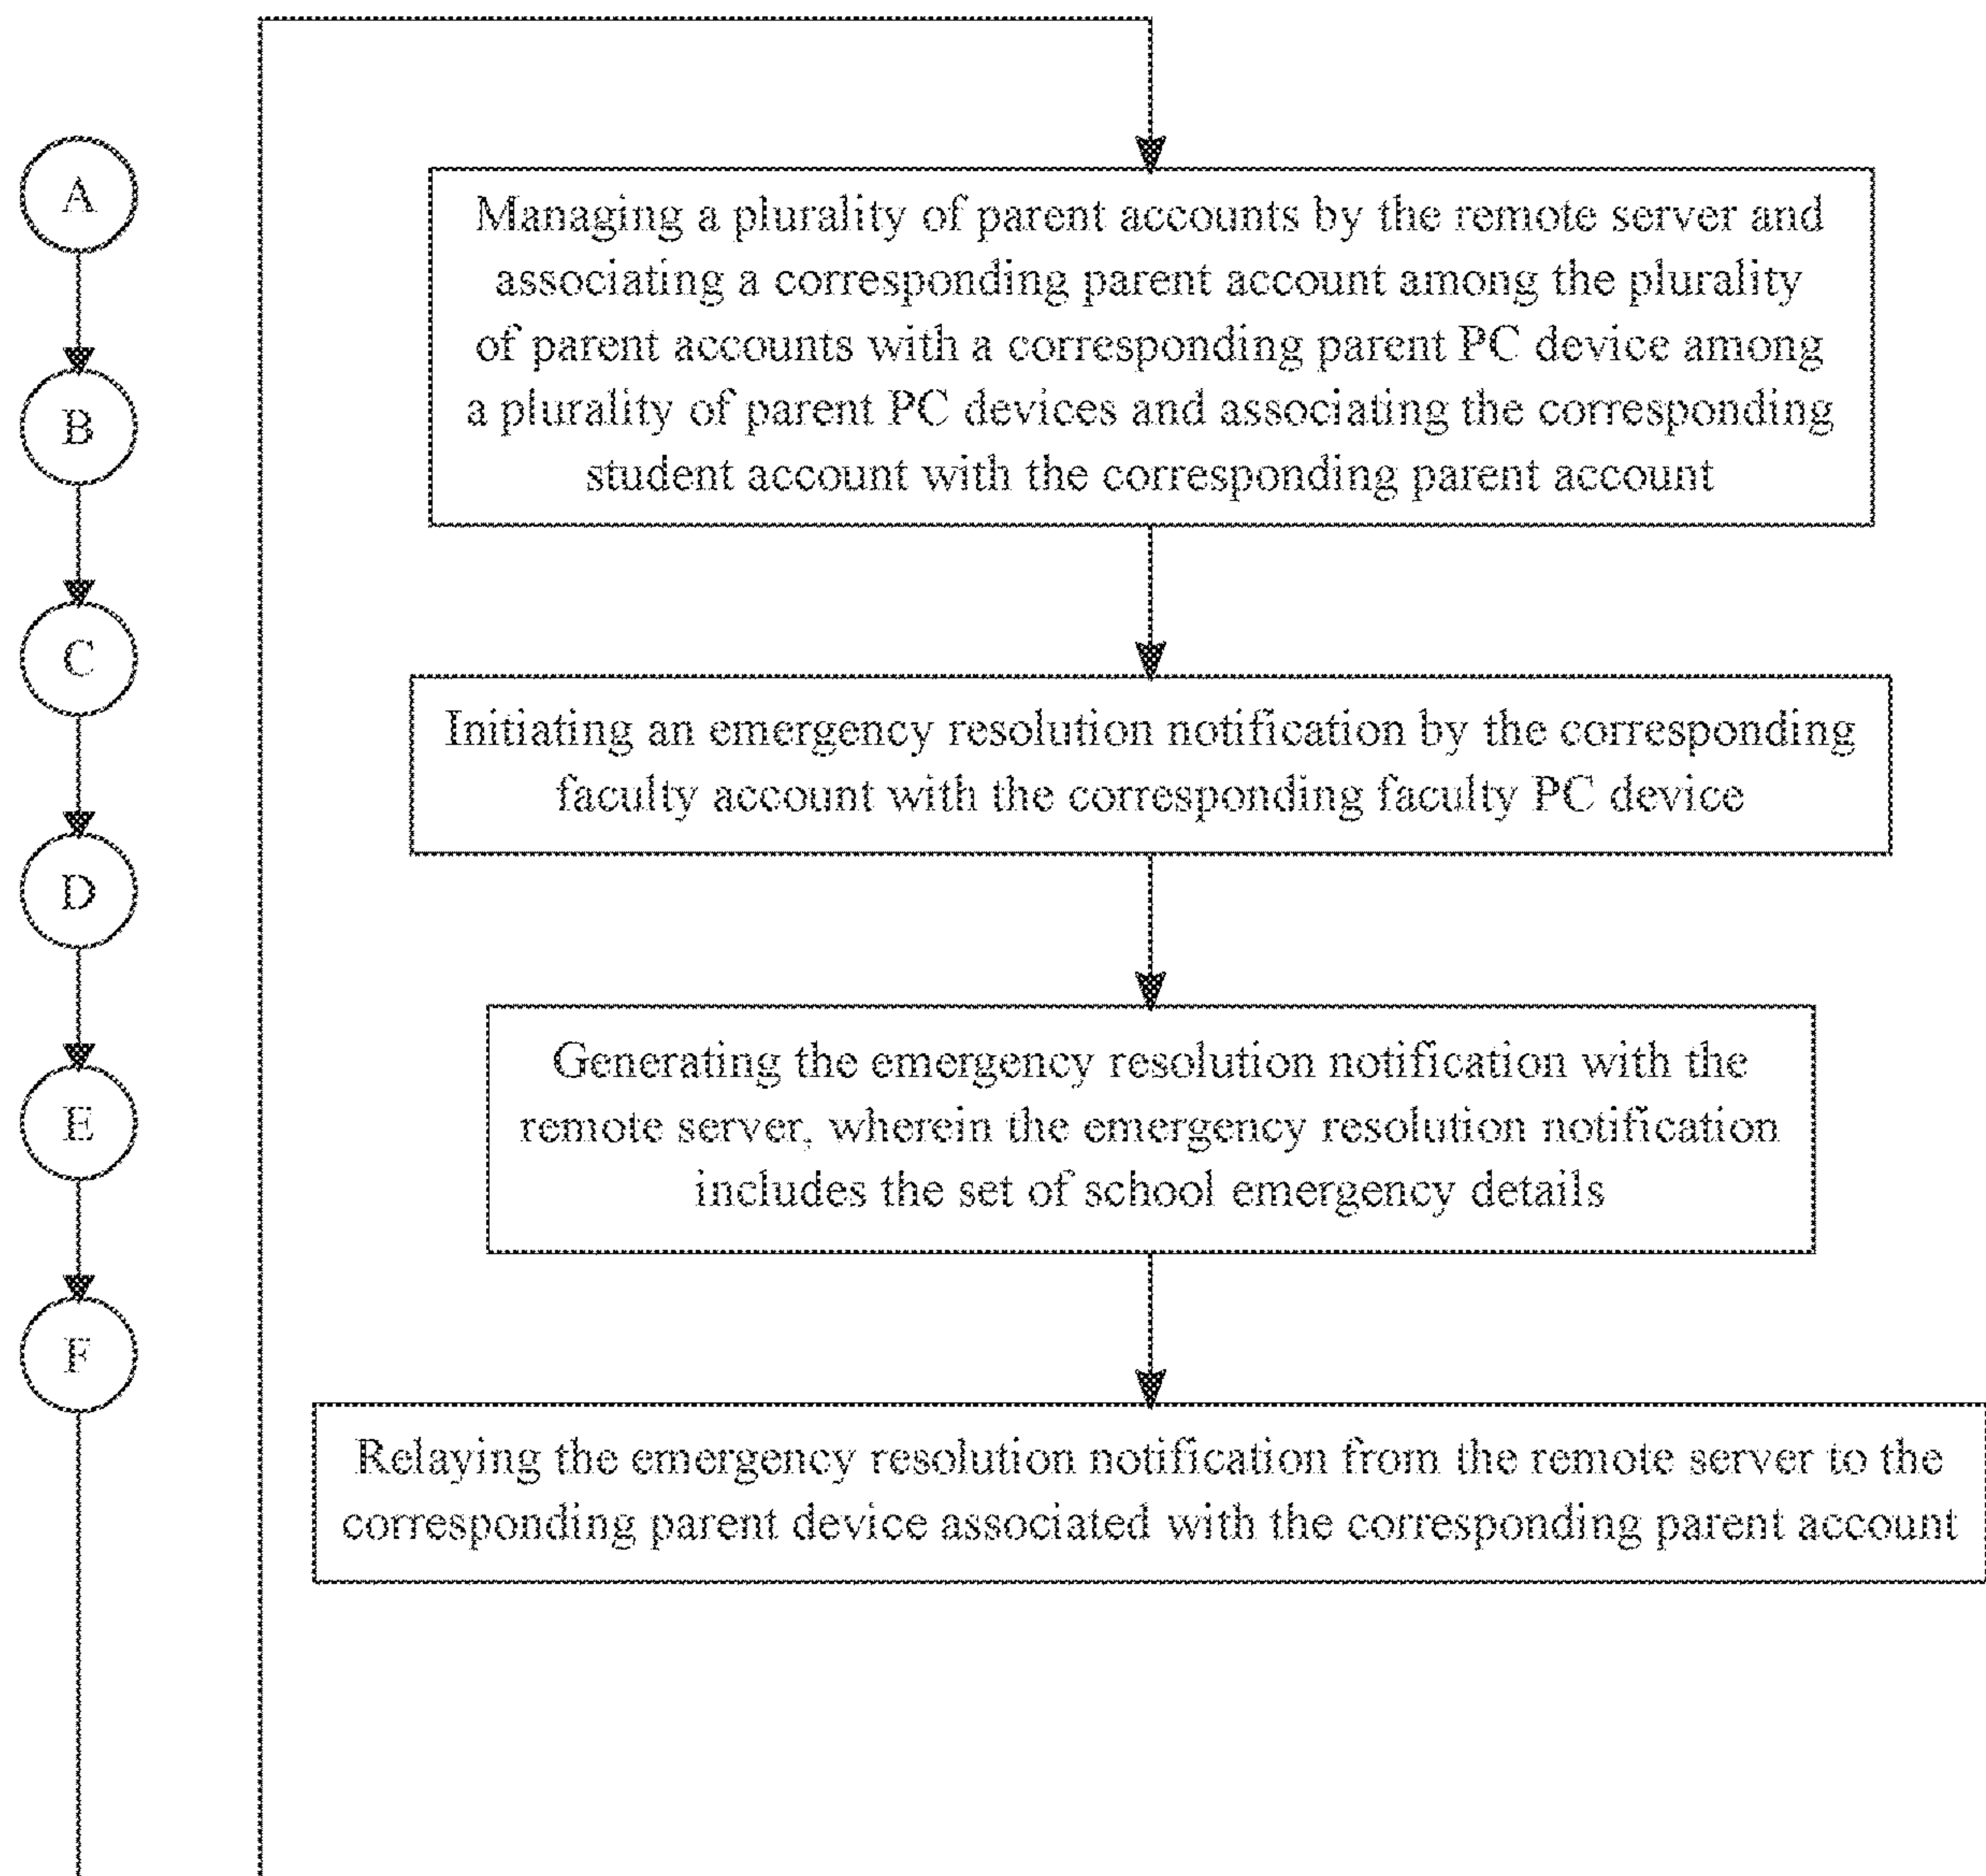 A
B
C
D
E
F
Managing a plurality of parent accounts by the remote server and
associating a corresponding parent account among the plurality
of parent accounts with a corresponding parent PC device among
a plurality of parent PC devices and associating the corresponding
student account with the corresponding parent account
Initiating an emergency resolution notification by the corresponding
faculty account with the corresponding faculty PC device
Generating the emergency resolution notification with the
remote server, wherein the emergency resolution notification
includes the set of school emergency details
Relaying the emergency resolution notification from the remote server to the
corresponding parent device associated with the corresponding parent account